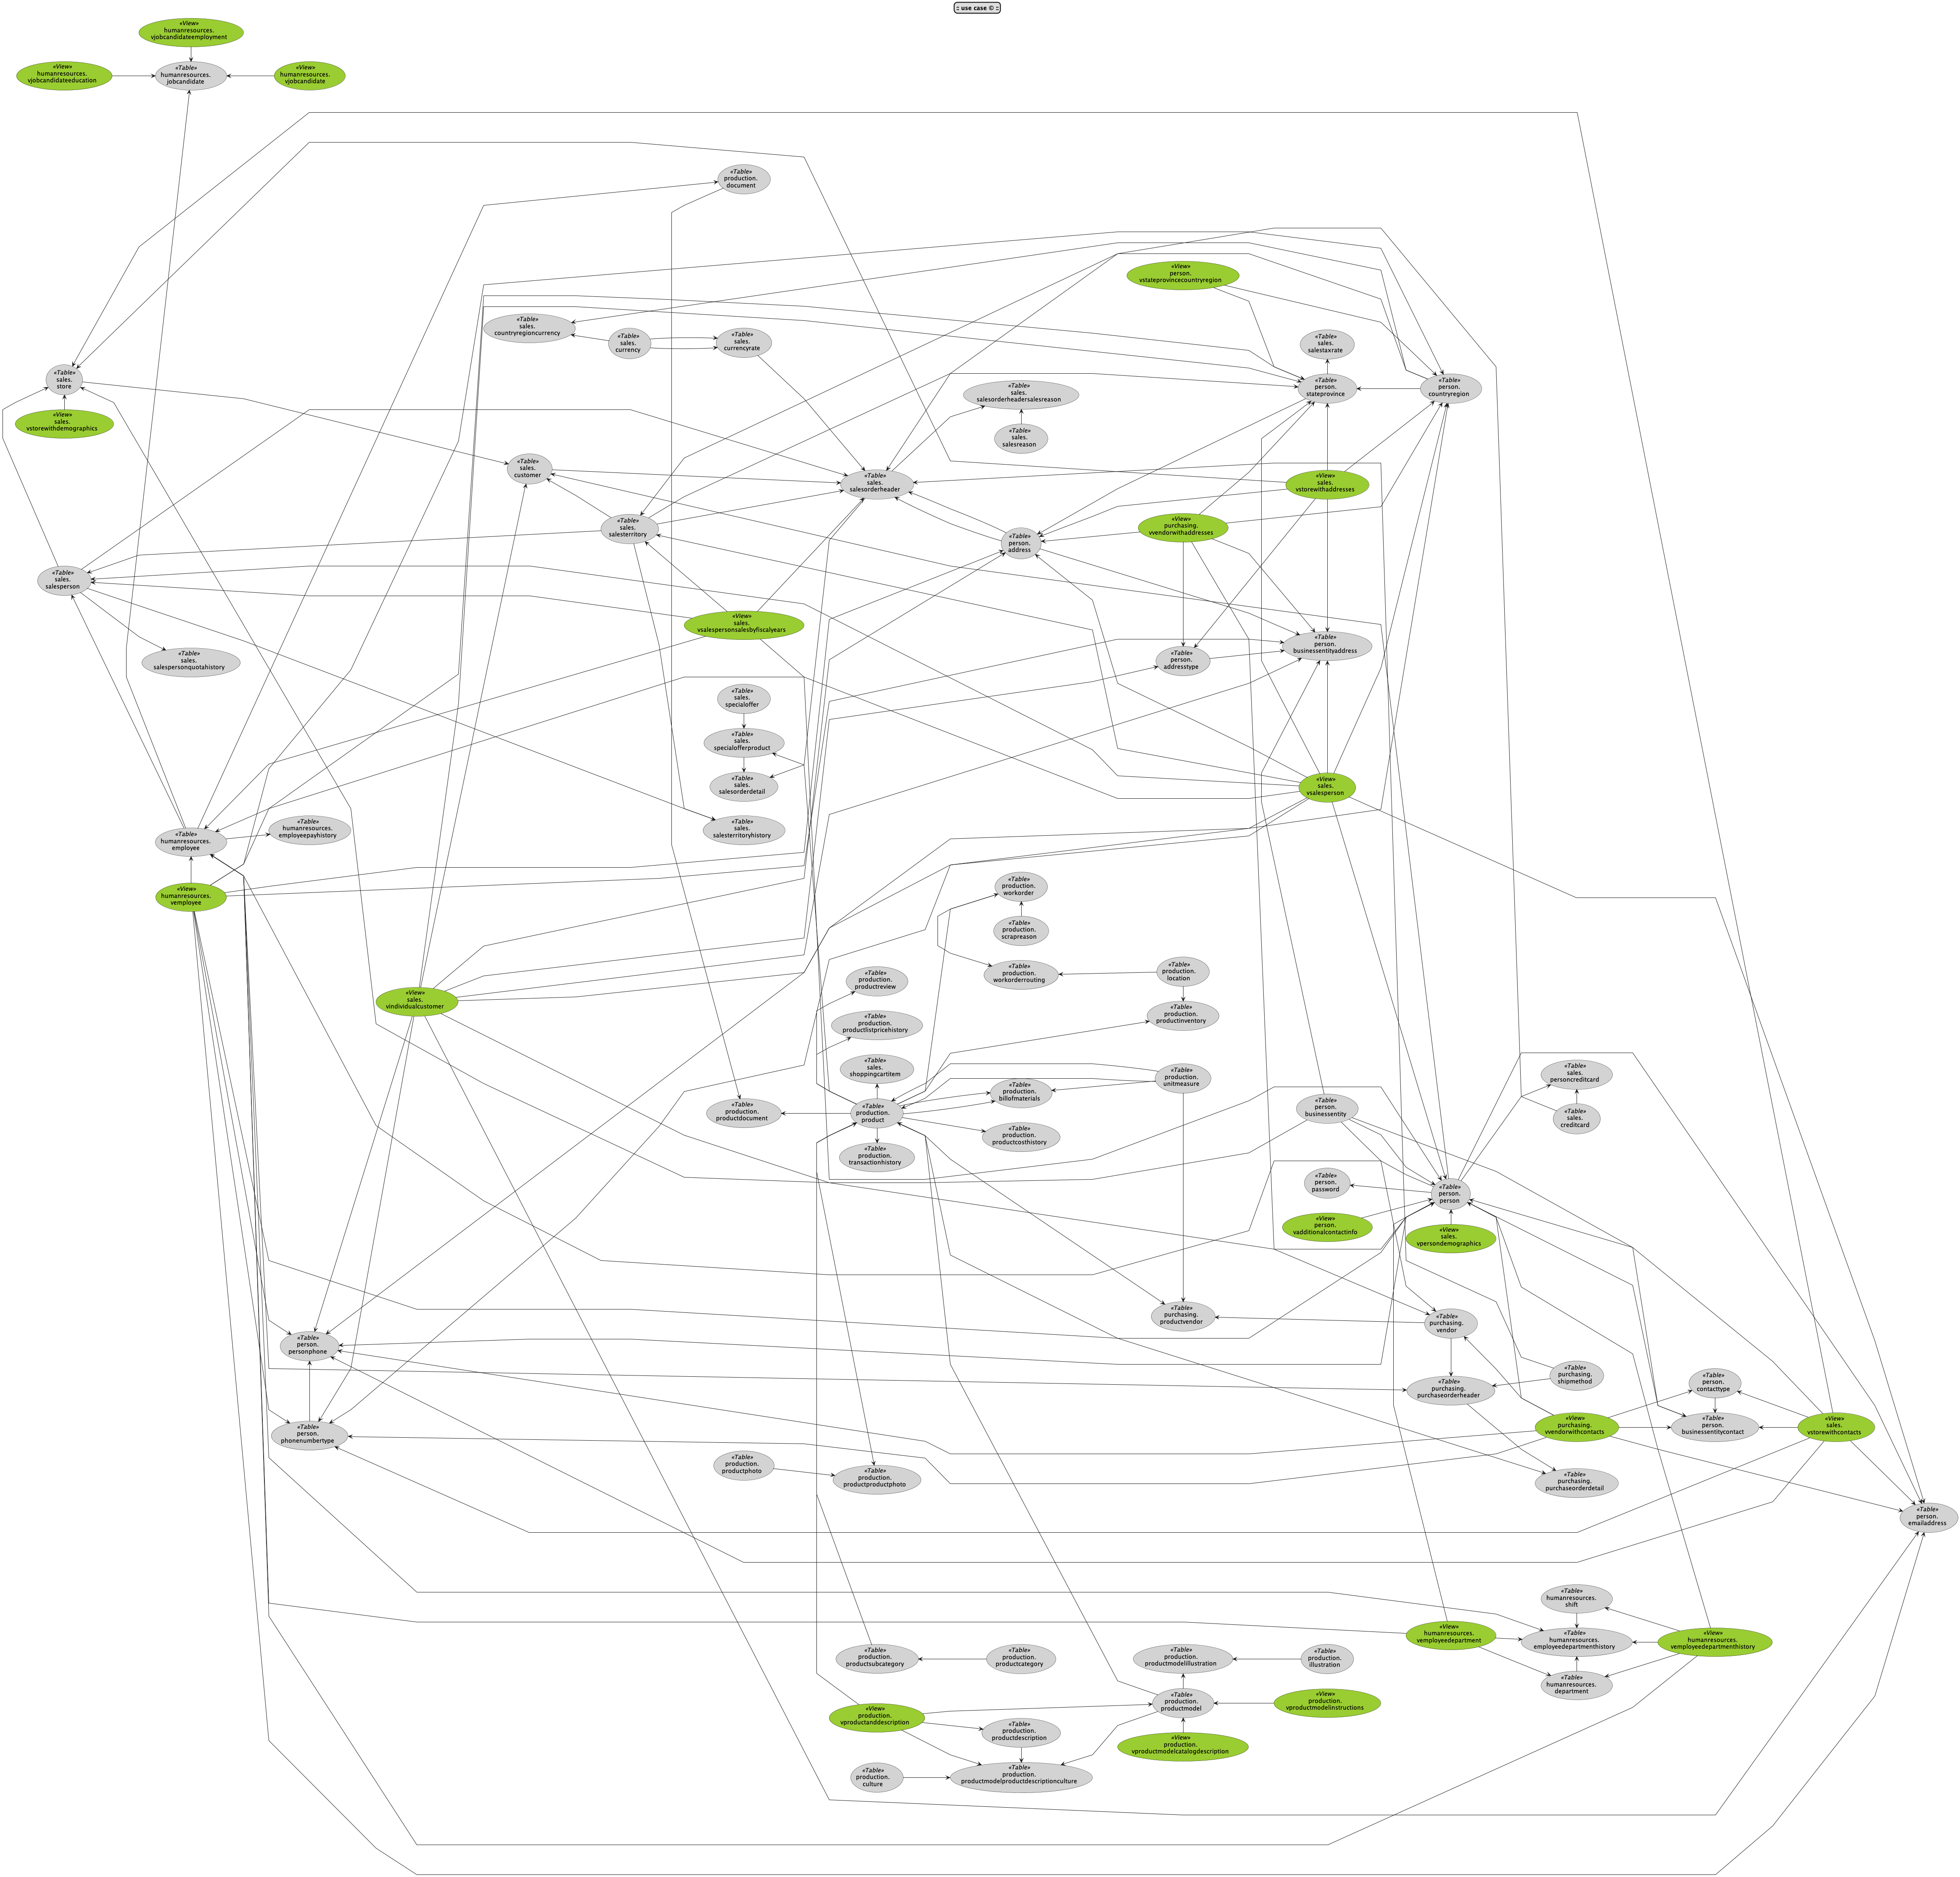 :: use case © ::
«View»
humanresources.
vjobcandidateemployment
«View»
humanresources.
vjobcandidateeducation
«Table»
humanresources.
jobcandidate
«View»
humanresources.
vjobcandidate
«Table»
production.
document
«View»
person.
vstateprovincecountryregion
«Table»
sales.
countryregioncurrency
«Table»
sales.
currency
«Table»
sales.
currencyrate
«Table»
sales.
salestaxrate
«Table»
sales.
store
«Table»
sales.
salesorderheadersalesreason
«Table»
person.
stateprovince
«Table»
person.
countryregion
«View»
sales.
vstorewithdemographics
«Table»
sales.
salesreason
«Table»
sales.
customer
«Table»
sales.
salesorderheader
«View»
sales.
vstorewithaddresses
«Table»
sales.
salesterritory
«Table»
person.
address
«View»
purchasing.
vvendorwithaddresses
«Table»
sales.
salesperson
«View»
sales.
vsalespersonsalesbyfiscalyears
«Table»
person.
businessentityaddress
«Table»
sales.
salespersonquotahistory
«Table»
person.
addresstype
«Table»
sales.
specialoffer
«Table»
sales.
specialofferproduct
«Table»
sales.
salesorderdetail
«View»
sales.
vsalesperson
«Table»
humanresources.
employee
«Table»
humanresources.
employeepayhistory
«Table»
sales.
salesterritoryhistory
«View»
humanresources.
vemployee
«Table»
production.
workorder
«Table»
production.
scrapreason
«View»
sales.
vindividualcustomer
«Table»
production.
productreview
«Table»
production.
workorderrouting
«Table»
production.
location
«Table»
production.
productlistpricehistory
«Table»
production.
productinventory
«Table»
sales.
shoppingcartitem
«Table»
production.
unitmeasure
«Table»
sales.
personcreditcard
«Table»
production.
productdocument
«Table»
production.
product
«Table»
production.
billofmaterials
«Table»
person.
businessentity
«Table»
sales.
creditcard
«Table»
production.
transactionhistory
«Table»
production.
productcosthistory
«Table»
person.
password
«Table»
person.
person
«View»
person.
vadditionalcontactinfo
«View»
sales.
vpersondemographics
«Table»
person.
personphone
«Table»
purchasing.
productvendor
«Table»
purchasing.
vendor
«Table»
purchasing.
purchaseorderheader
«Table»
purchasing.
shipmethod
«Table»
person.
contacttype
«Table»
person.
phonenumbertype
«View»
purchasing.
vvendorwithcontacts
«Table»
person.
businessentitycontact
«View»
sales.
vstorewithcontacts
«Table»
production.
productphoto
«Table»
production.
productproductphoto
«Table»
purchasing.
purchaseorderdetail
«Table»
person.
emailaddress
«Table»
humanresources.
shift
«View»
humanresources.
vemployeedepartment
«Table»
humanresources.
employeedepartmenthistory
«View»
humanresources.
vemployeedepartmenthistory
«Table»
humanresources.
department
«Table»
production.
productsubcategory
«Table»
production.
productcategory
«Table»
production.
productmodelillustration
«Table»
production.
illustration
«View»
production.
vproductanddescription
«Table»
production.
productmodel
«View»
production.
vproductmodelinstructions
«Table»
production.
productdescription
«View»
production.
vproductmodelcatalogdescription
«Table»
production.
culture
«Table»
production.
productmodelproductdescriptionculture